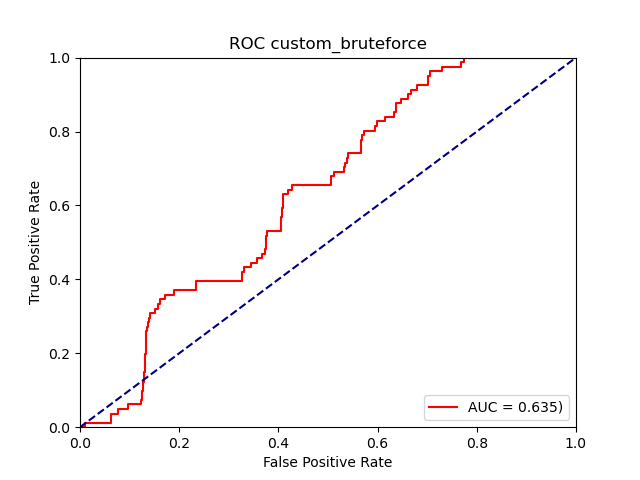 ROC custom_bruteforce
1.0
0.8
0.6
0.4
0.2
0.0
True Positive Rate
AUC = 0.635)
0.0 0.2 0.4 0.6 0.8 1.0
False Positive Rate